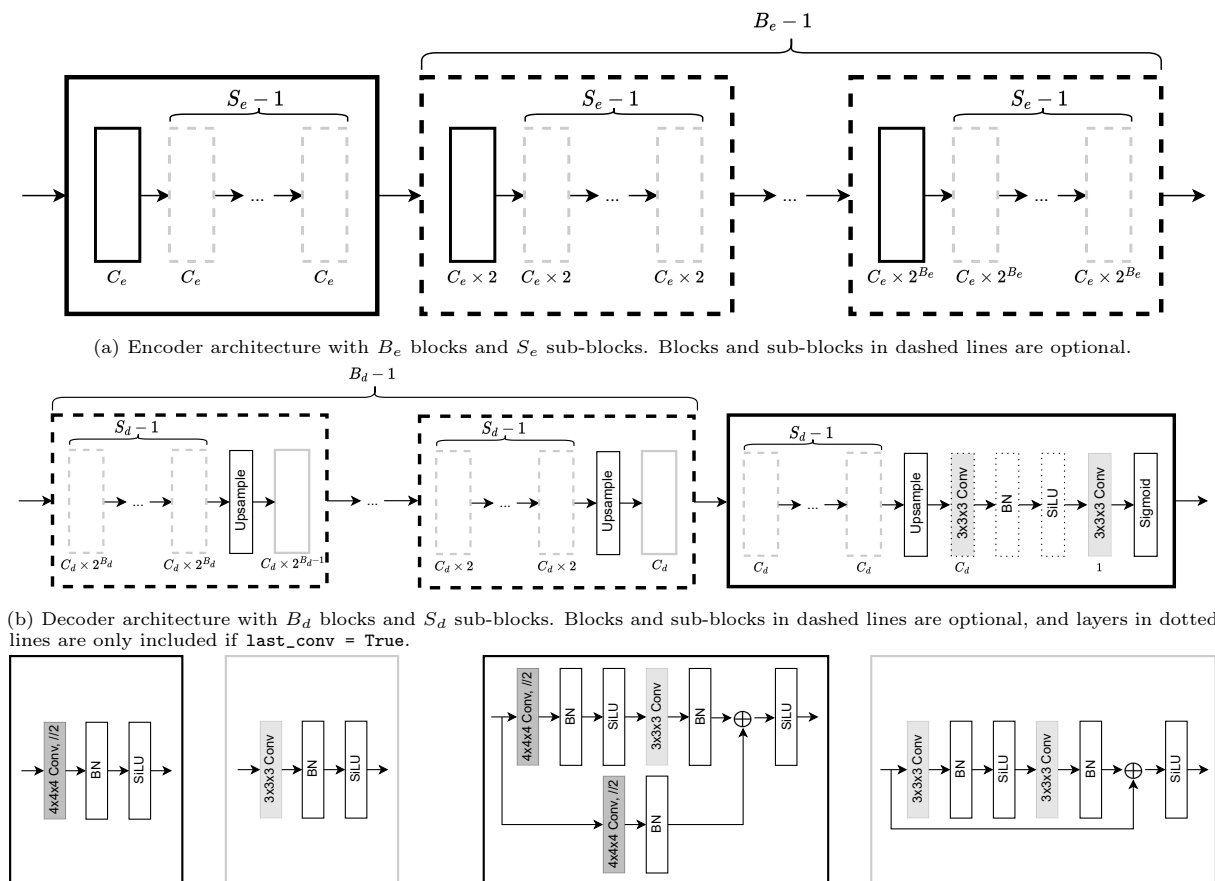 B_e − 1
S_e − 1 S_e − 1 S_e − 1
... ... ... ...
C_e C_e C_e C_e × 2 C_e × 2 C_e × 2 C_e × 2^{B_e} C_e × 2^{B_e} C_e × 2^{B_e}
(a) Encoder architecture with B_e blocks and S_e sub-blocks. Blocks and sub-blocks in dashed lines are optional.
B_d − 1
S_d − 1 S_d − 1 S_d − 1
... Upsample ... ... Upsample ... Upsample 3x3x3 Conv BN SiLU 3x3x3 Conv Sigmoid
C_d × 2^{B_d} C_d × 2^{B_d} C_d × 2^{B_d−1} C_d × 2 C_d × 2 C_d C_d C_d C_d 1
(b) Decoder architecture with B_d blocks and S_d sub-blocks. Blocks and sub-blocks in dashed lines are optional, and layers in dotted
lines are only included if last_conv = True.
4x4x4 Conv, //2 BN SiLU
3x3x3 Conv BN SiLU
4x4x4 Conv, //2 BN SiLU 3x3x3 Conv BN SiLU
4x4x4 Conv, //2 BN
3x3x3 Conv BN SiLU 3x3x3 Conv BN SiLU